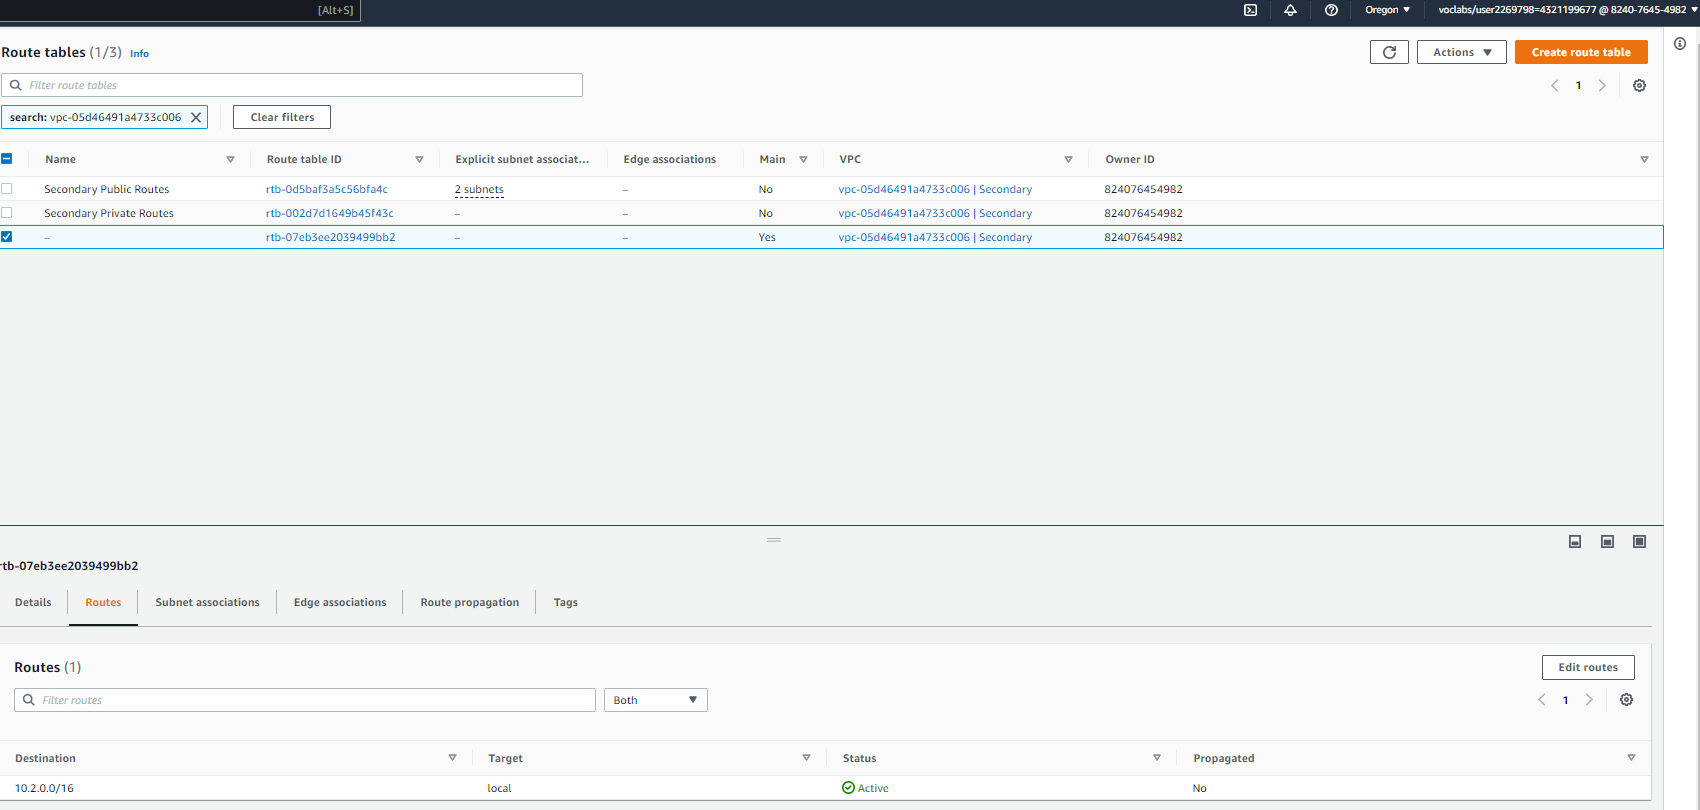 [Alt+S] Oregon voclabs/user2269798=4321199677 @ 8240-7645-4982
Route tables (1/3) Info Actions Create route table
Filter route tables 1
search: vpc-05d46491a4733c006 Clear filters
Name Route table ID Explicit subnet associat... Edge associations Main VPC Owner ID
Secondary Public Routes rtb-0d5baf3a5c56bfa4c 2 subnets – No vpc-05d46491a4733c006 | Secondary 824076454982
Secondary Private Routes rtb-002d7d1649b45f43c – – No vpc-05d46491a4733c006 | Secondary 824076454982
– rtb-07eb3ee2039499bb2 – – Yes vpc-05d46491a4733c006 | Secondary 824076454982
rtb-07eb3ee2039499bb2
Details Routes Subnet associations Edge associations Route propagation Tags
Routes (1) Edit routes
Filter routes Both 1
Destination Target Status Propagated
10.2.0.0/16 local Active No